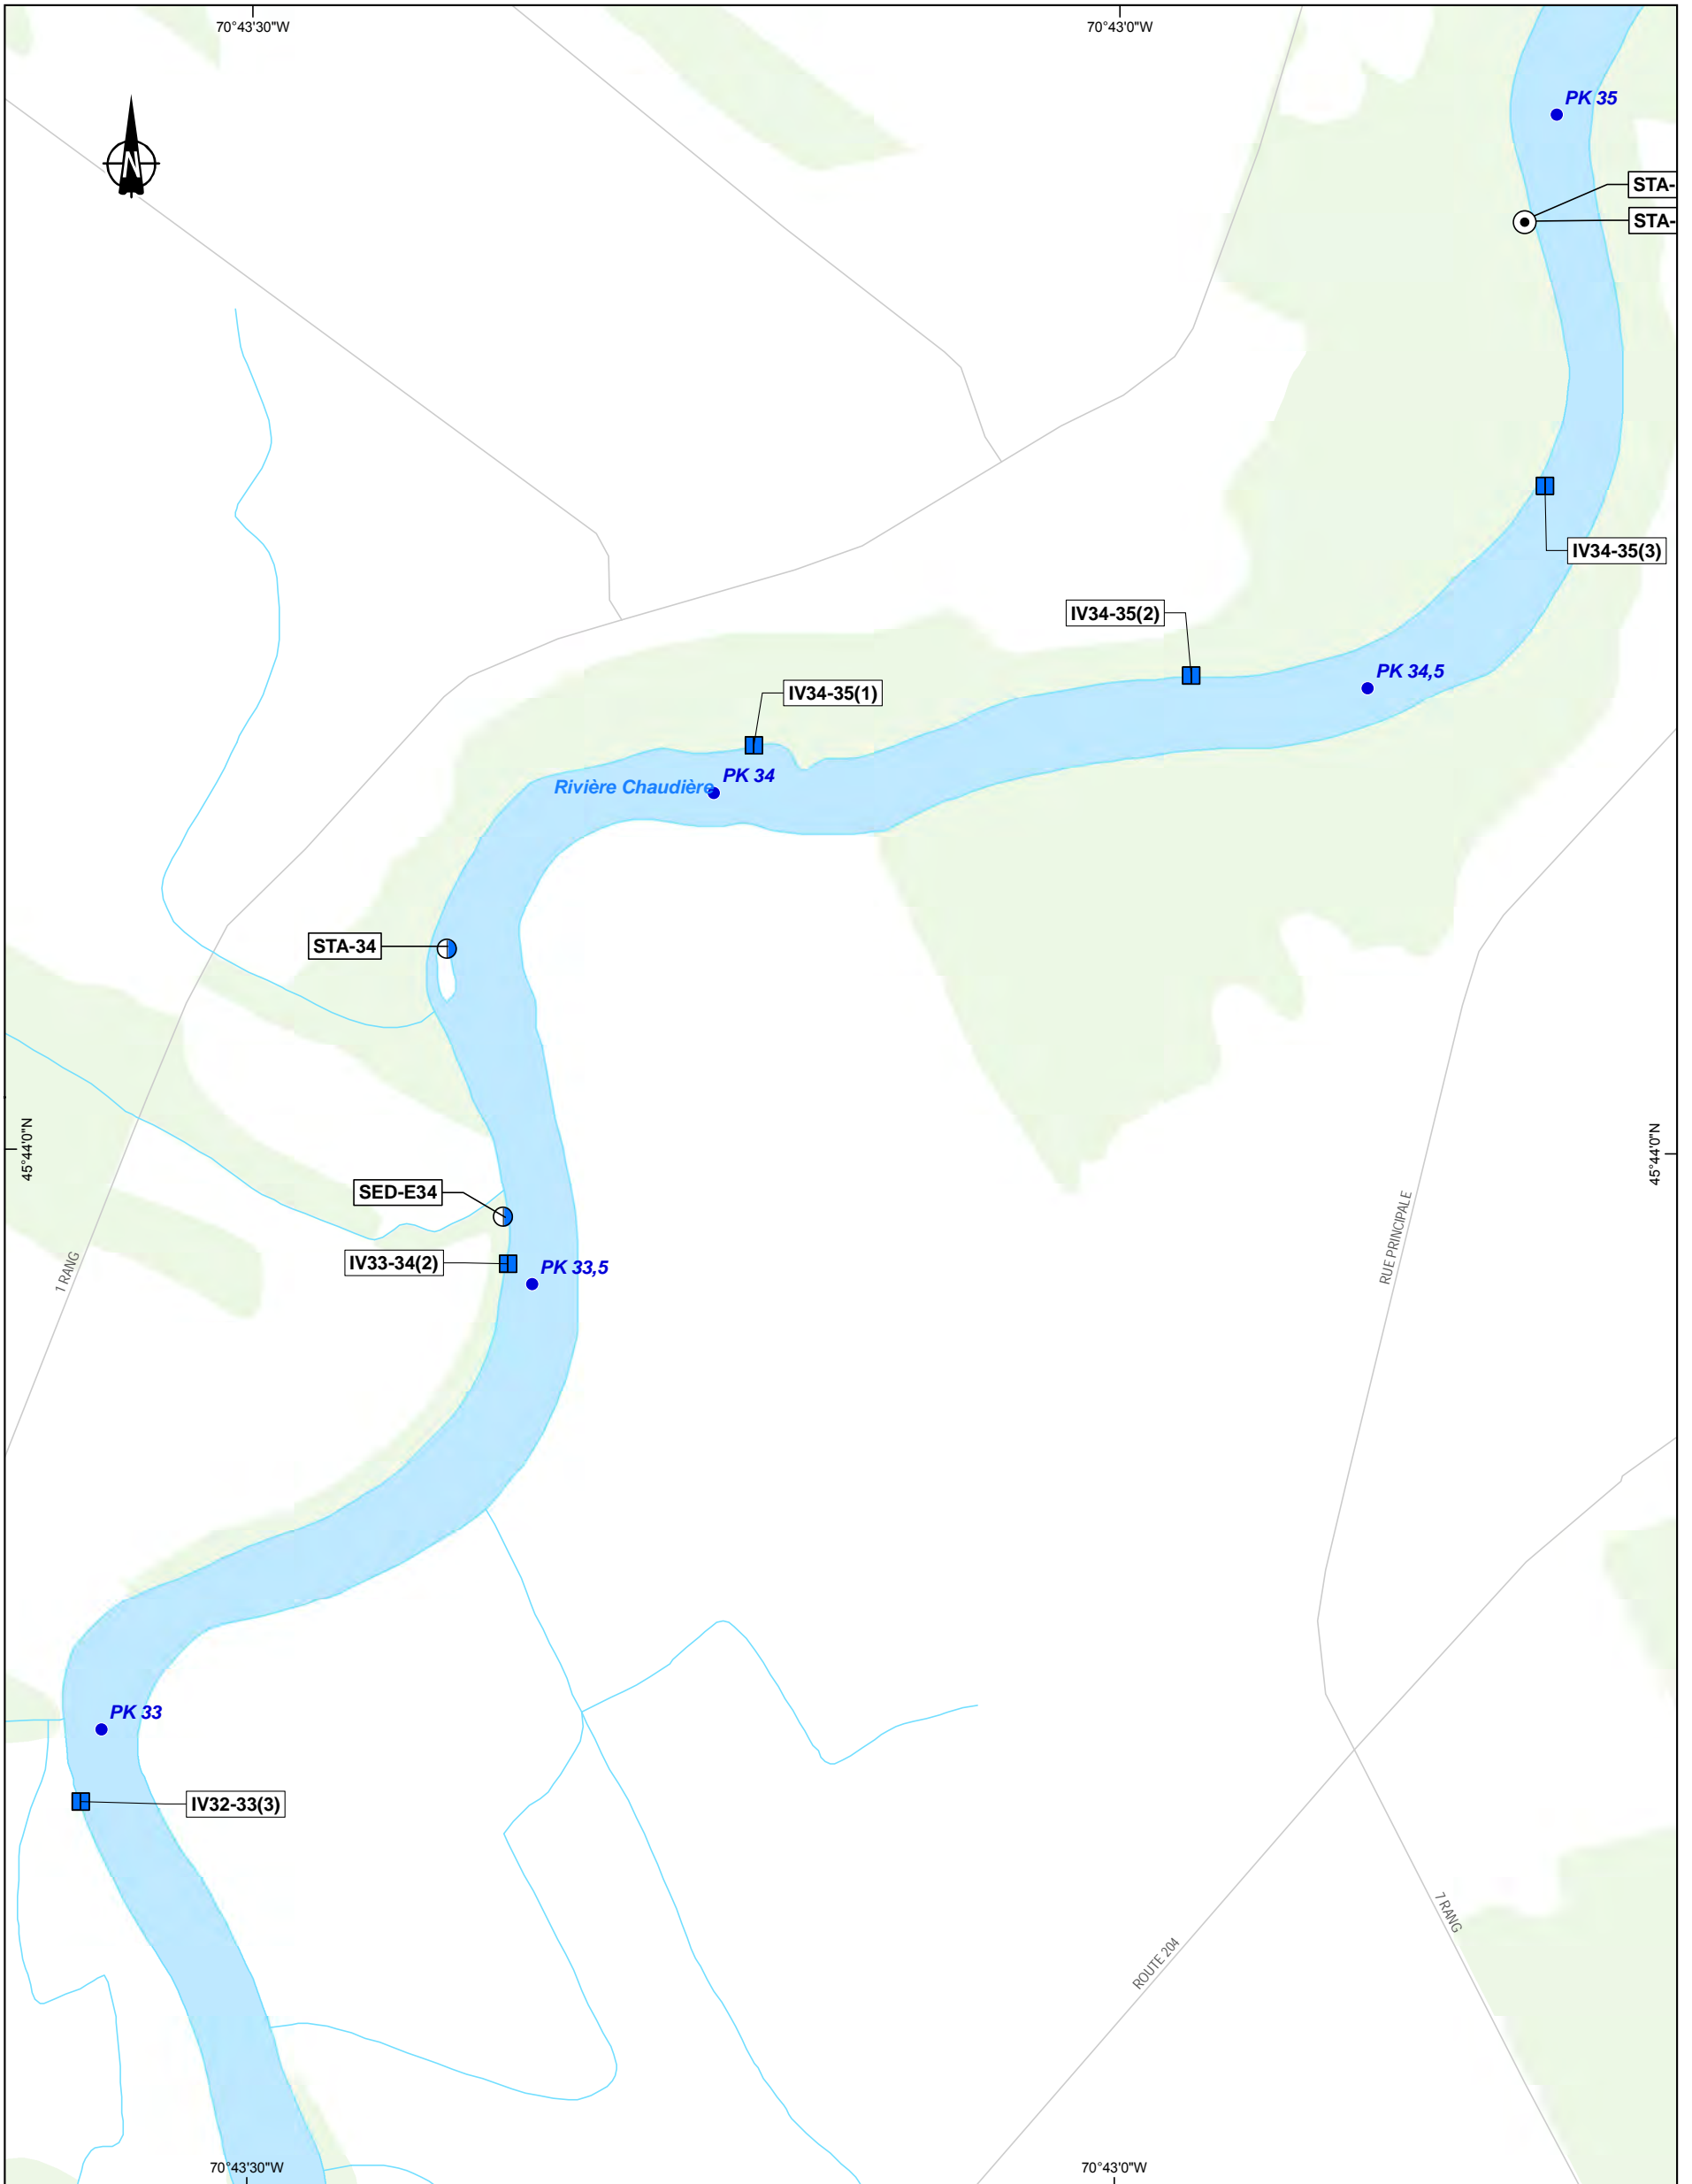 70°43'30"W
70°43'0"W
N
PK 35
STA-
STA-
IV34-35(3)
IV34-35(2)
PK 34,5
IV34-35(1)
PK 34
Rivière Chaudière
STA-34
45°44'0"N
45°44'0"N
SED-E34
RUE PRINCIPALE
IV33-34(2)
PK 33,5
1 RANG
PK 33
IV32-33(3)
7 RANG
ROUTE 204
70°43'30"W
70°43'0"W